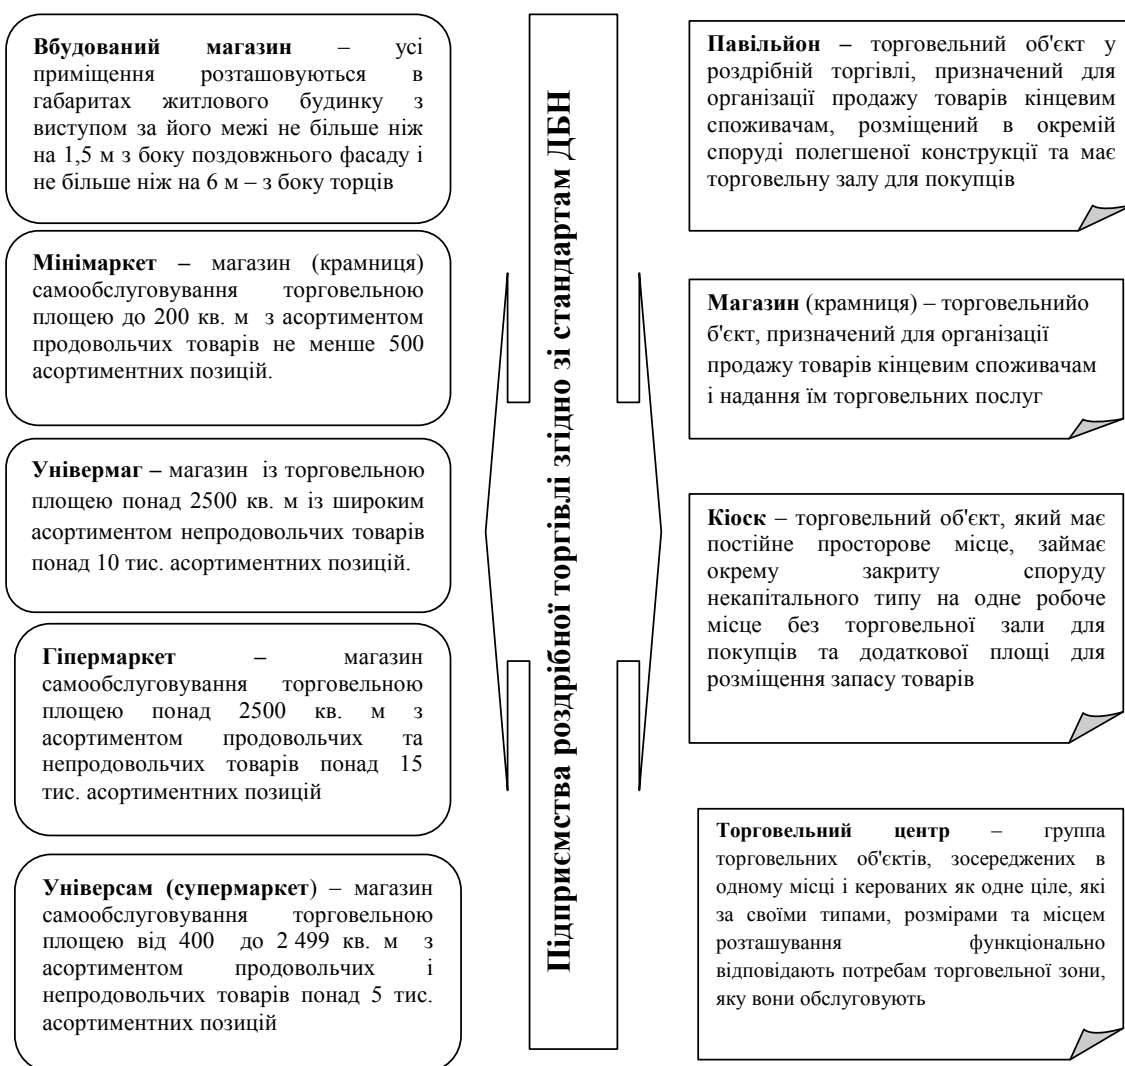 Вбудований магазин – усі
приміщення розташовуються в
габаритах житлового будинку з
виступом за його межі не більше ніж
на 1,5 м з боку поздовжнього фасаду і
не більше ніж на 6 м – з боку торців
Мінімаркет – магазин (крамниця)
самообслуговування торговельною
площею до 200 кв. м з асортиментом
продовольчих товарів не менше 500
асортиментних позицій.
Універмаг – магазин із торговельною
площею понад 2500 кв. м із широким
асортиментом непродовольчих товарів
понад 10 тис. асортиментних позицій.
Гіпермаркет – магазин
самообслуговування торговельною
площею понад 2500 кв. м з
асортиментом продовольчих та
непродовольчих товарів понад 15
тис. асортиментних позицій
Універсам (супермаркет) – магазин
самообслуговування торговельною
площею від 400 до 2 499 кв. м з
асортиментом продовольчих і
непродовольчих товарів понад 5 тис.
асортиментних позицій
Підприємства роздрібної торгівлі згідно зі стандартам ДБН
Павільйон – торговельний об'єкт у
роздрібній торгівлі, призначений для
організації продажу товарів кінцевим
споживачам, розміщений в окремій
споруді полегшеної конструкції та має
торговельну залу для покупців
Магазин (крамниця) – торговельнийо
б'єкт, призначений для організації
продажу товарів кінцевим споживачам
і надання їм торговельних послуг
Кіоск – торговельний об'єкт, який має
постійне просторове місце, займає
окрему закриту споруду
некапітального типу на одне робоче
місце без торговельної зали для
покупців та додаткової площі для
розміщення запасу товарів
Торговельний центр – группа
торговельних об'єктів, зосереджених в
одному місці і керованих як одне ціле, які
за своїми типами, розмірами та місцем
розташування функціонально
відповідають потребам торговельної зони,
яку вони обслуговують